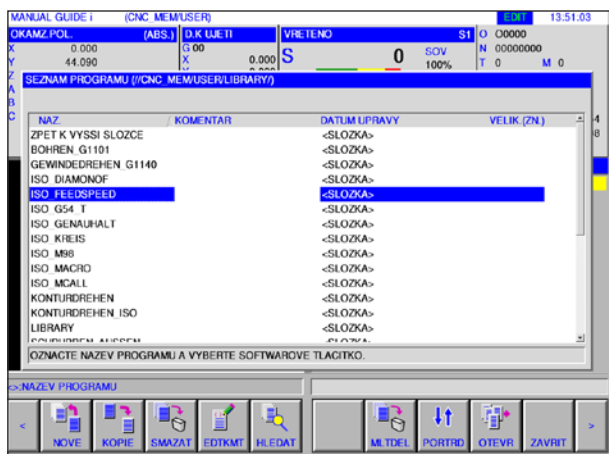 MANUAL GUIDE i (CNC_MEM/USER) EDIT 13:51.03
OKAMZ.POL. (ABS.) D.K UJETI VRETENO S1 O O0000
X 0.000 G 00 S 0 SOV N 00000000
Y 44.090 X 0.000 100% T 0 M 0
Z SEZNAM PROGRAMU (//CNC_MEM/USER/LIBRARY/)
A
B
C NAZ. KOMENTAR DATUM UPRAVY VELIK.(ZN.)
ZPET K VYSSI SLOZCE <SLOZKA>
BOHREN_G1101 <SLOZKA>
GEWINDEDREHEN_G1140 <SLOZKA>
ISO_DIAMONOF <SLOZKA>
ISO_FEEDSPEED <SLOZKA>
ISO_G54_T <SLOZKA>
ISO_GENAUHALT <SLOZKA>
ISO_KREIS <SLOZKA>
ISO_M98 <SLOZKA>
ISO_MACRO <SLOZKA>
ISO_MCALL <SLOZKA>
KONTURDREHEN <SLOZKA>
KONTURDREHEN_ISO <SLOZKA>
LIBRARY <SLOZKA>
OZNACTE NAZEV PROGRAMU A VYBERTE SOFTWAROVE TLACITKO.
<>:NAZEV PROGRAMU
< NOVE KOPIE SMAZAT EDTKMT HLEDAT MLTDEL PORTRD OTEVR ZAVRIT >